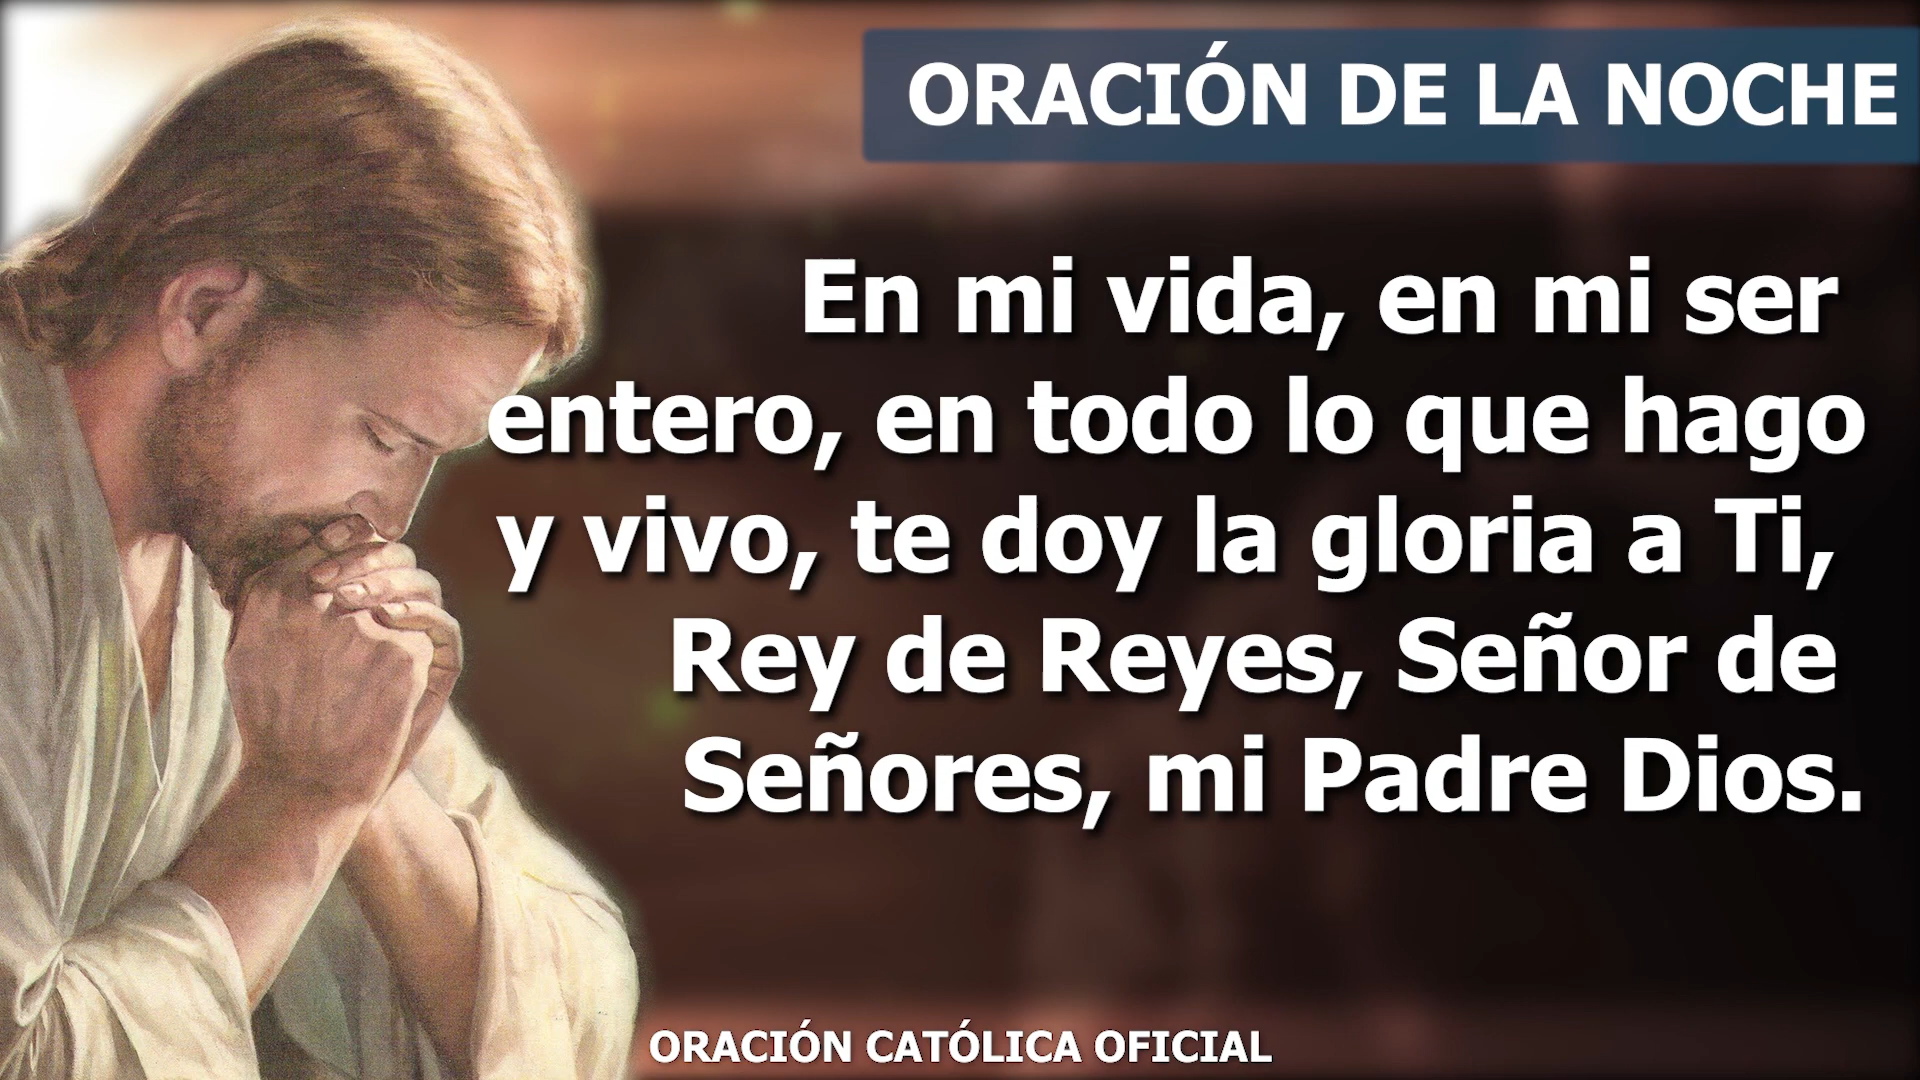 ORACIÓN DE LA NOCHE
En mi vida, en mi ser
entero, en todo lo que hago
y vivo, te doy la gloria a Ti,
Rey de Reyes, Señor de
Señores, mi Padre Dios.
ORACIÓN CATÓLICA OFICIAL